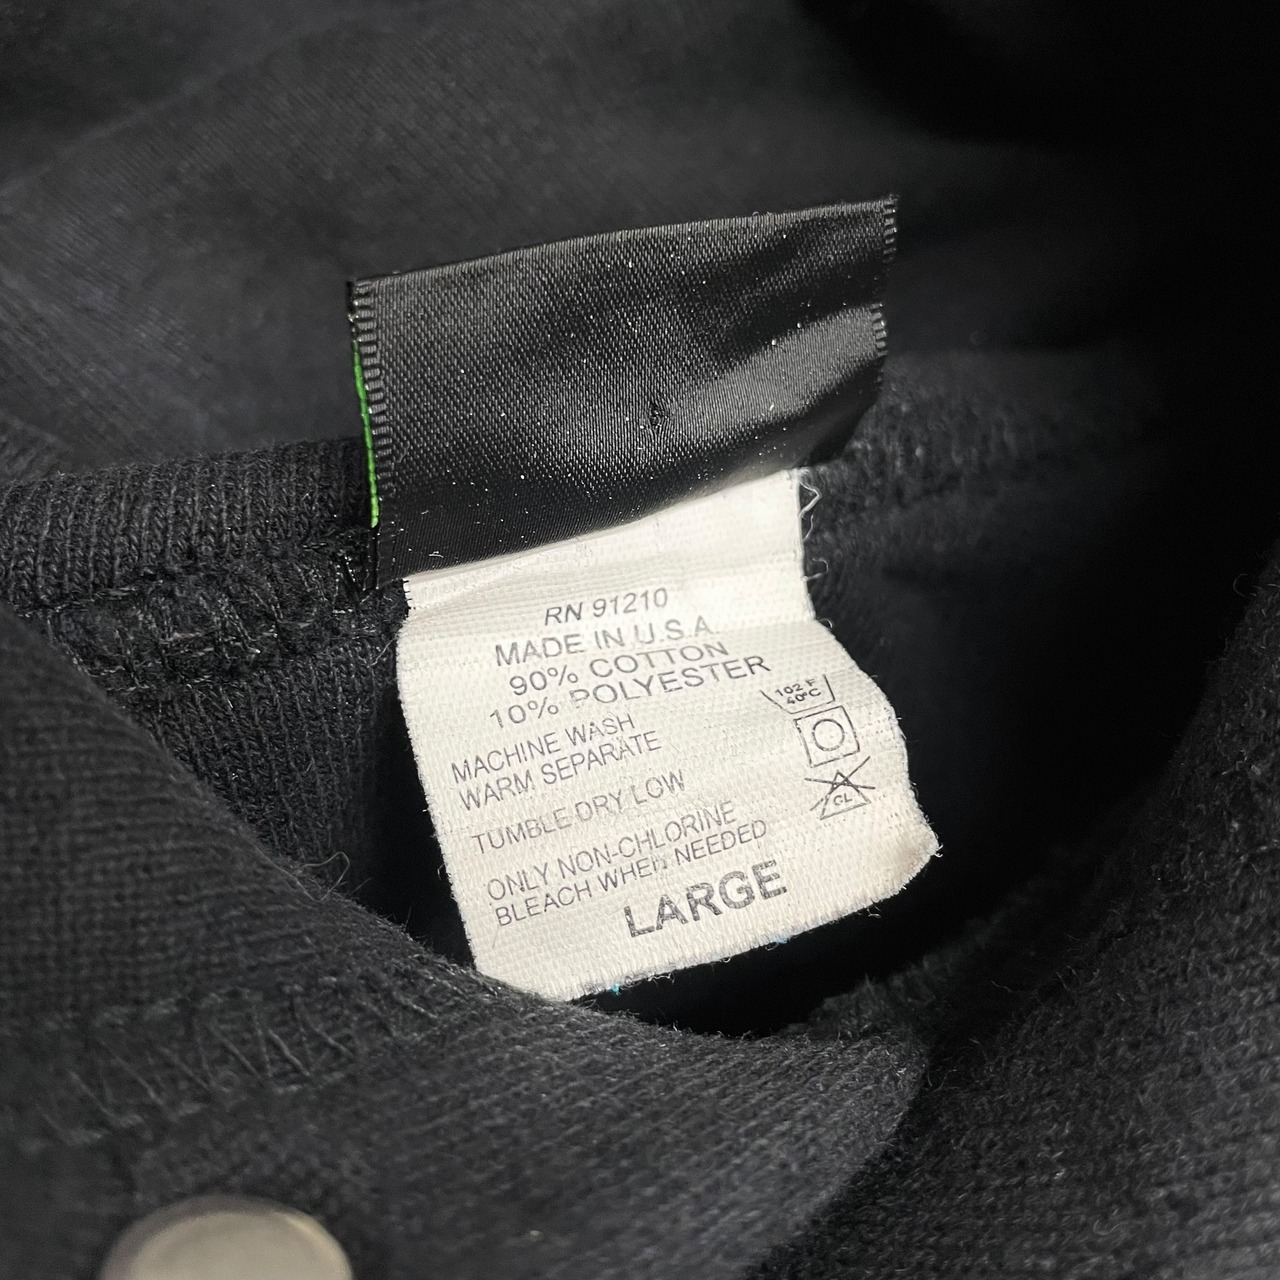 RN 91210
MADE IN U.S.A.
90% COTTON
10% POLYESTER
102 F
40°C
MACHINE WASH
WARM SEPARATE
TUMBLE DRY LOW
CL
ONLY NON-CHLORINE
BLEACH WHEn NEEDED
LARGE